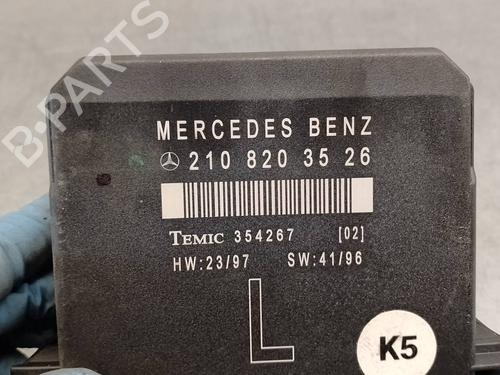 B-PARTS
MERCEDES BENZ
210 820 35 26
TEMIC 354267 [02]
HW:23/97 SW:41/96
L
K5